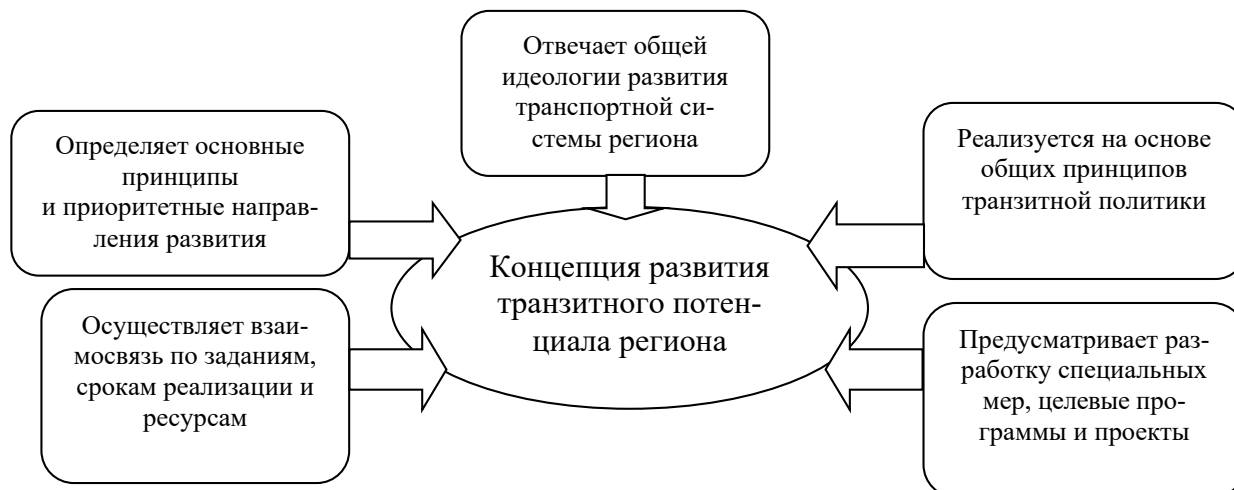 Отвечает общей
идеологии развития
транспортной си-
стемы региона
Определяет основные
принципы
и приоритетные направ-
ления развития
Реализуется на основе
общих принципов
транзитной политики
Концепция развития
транзитного потен-
циала региона
Осуществляет взаи-
мосвязь по заданиям,
срокам реализации и
ресурсам
Предусматривает раз-
работку специальных
мер, целевые про-
граммы и проекты